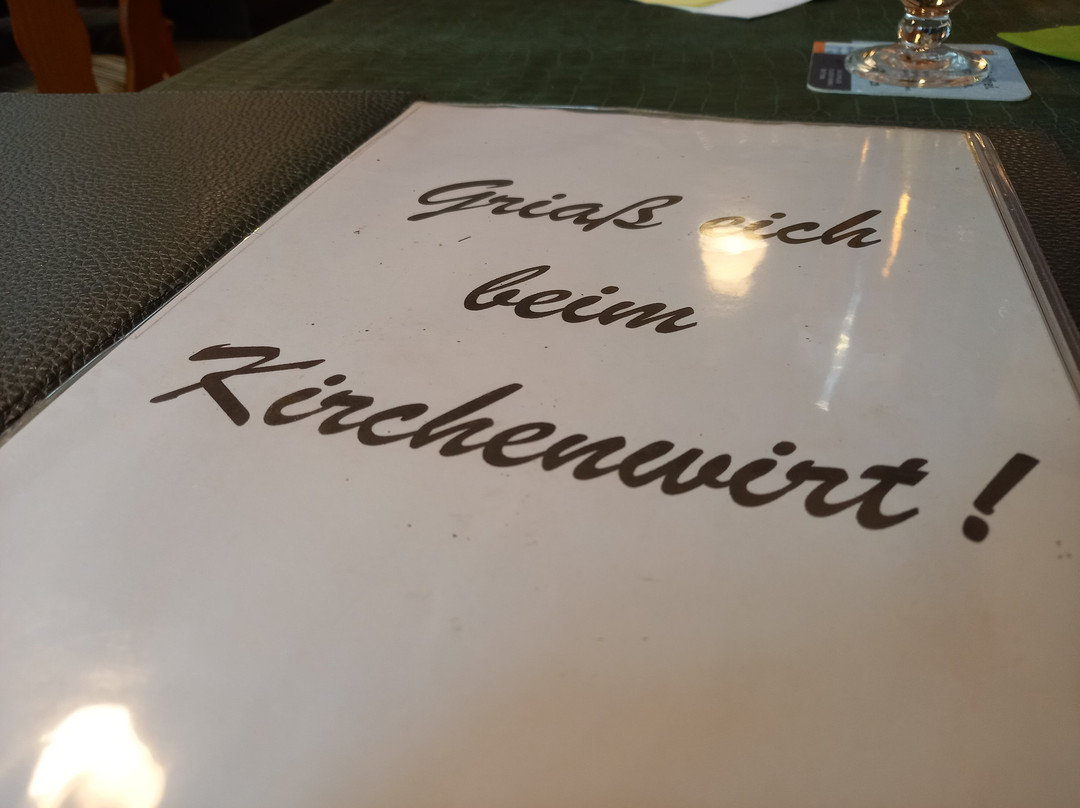 Griaß eich
beim
Kirchenwirt !